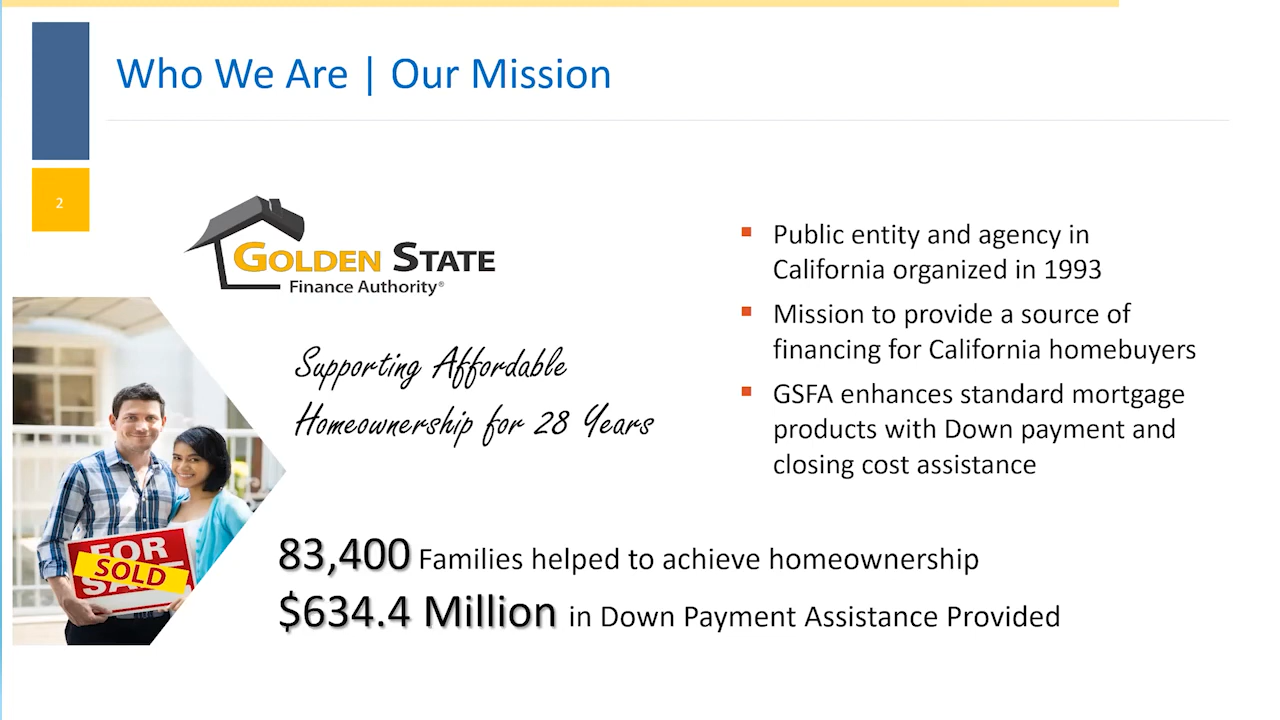 Who We Are | Our Mission
2
GOLDEN STATE
Finance Authority®
Supporting Affordable
Homeownership for 28 Years
Public entity and agency in
California organized in 1993
Mission to provide a source of
financing for California homebuyers
GSFA enhances standard mortgage
products with Down payment and
closing cost assistance
FOR
SOLD
SALE
83,400 Families helped to achieve homeownership
$634.4 Million in Down Payment Assistance Provided